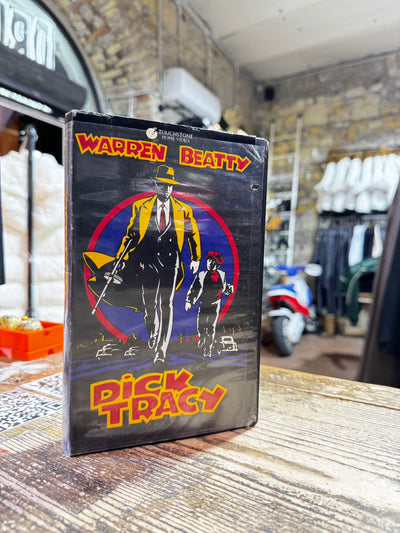 TOUCHSTONE
HOME VIDEO
WARREN BEATTY
DICK
TRACY